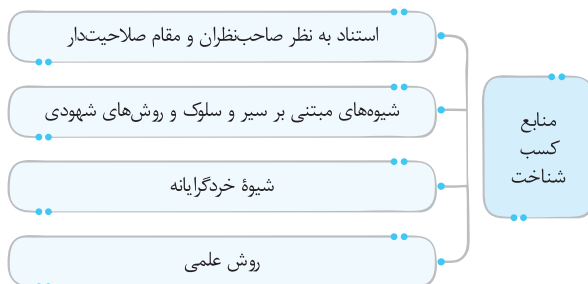 منابع
کسب
شناخت
استناد به نظر صاحب‌نظران و مقام صلاحیت‌دار
شیوه‌های مبتنی بر سیر و سلوک و روش‌های شهودی
شیوهٔ خردگرایانه
روش علمی